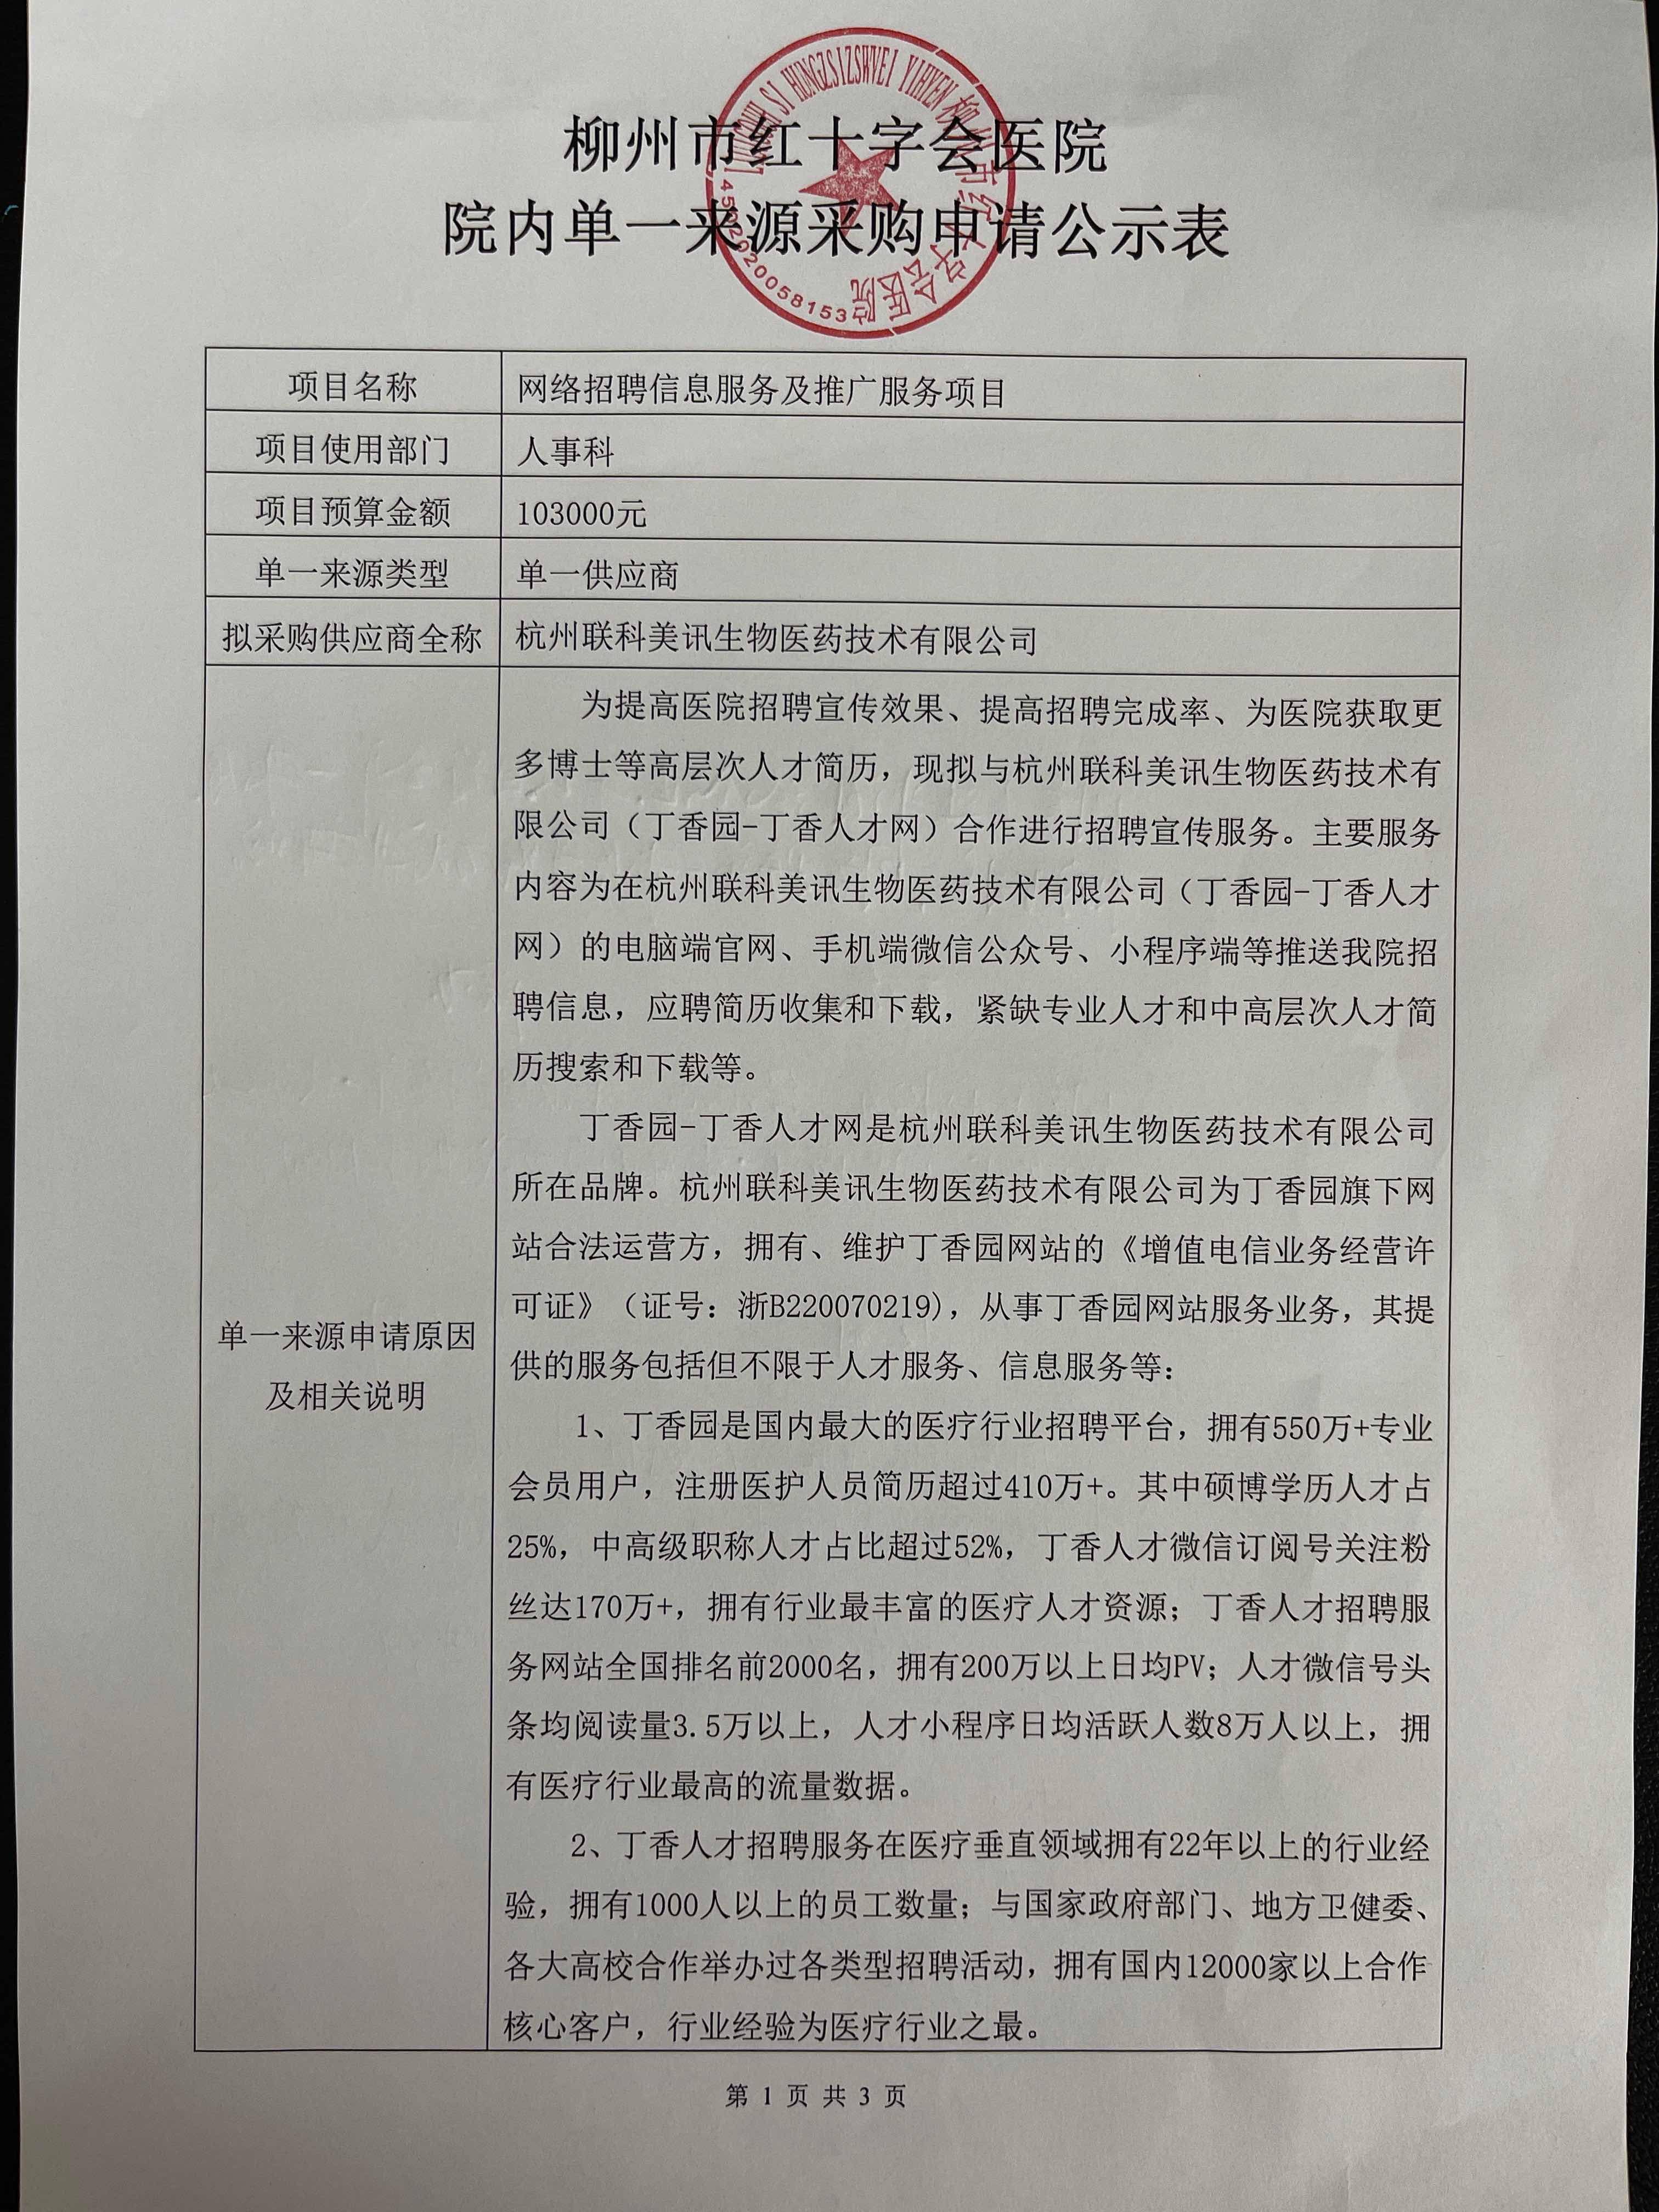 柳州市红十字会医院
院内单一来源采购申请公示表
HUNGZSIZSWVEI YIHYEN 柳州市红十字会医院
4502020058153
项目名称 网络招聘信息服务及推广服务项目
项目使用部门 人事科
项目预算金额 103000元
单一来源类型 单一供应商
拟采购供应商全称 杭州联科美讯生物医药技术有限公司
单一来源申请原因
及相关说明
为提高医院招聘宣传效果、提高招聘完成率、为医院获取更
多博士等高层次人才简历，现拟与杭州联科美讯生物医药技术有
限公司（丁香园-丁香人才网）合作进行招聘宣传服务。主要服务
内容为在杭州联科美讯生物医药技术有限公司（丁香园-丁香人才
网）的电脑端官网、手机端微信公众号、小程序端等推送我院招
聘信息，应聘简历收集和下载，紧缺专业人才和中高层次人才简
历搜索和下载等。
丁香园-丁香人才网是杭州联科美讯生物医药技术有限公司
所在品牌。杭州联科美讯生物医药技术有限公司为丁香园旗下网
站合法运营方，拥有、维护丁香园网站的《增值电信业务经营许
可证》（证号：浙B220070219），从事丁香园网站服务业务，其提
供的服务包括但不限于人才服务、信息服务等：
1、丁香园是国内最大的医疗行业招聘平台，拥有550万+专业
会员用户，注册医护人员简历超过410万+。其中硕博学历人才占
25%，中高级职称人才占比超过52%，丁香人才微信订阅号关注粉
丝达170万+，拥有行业最丰富的医疗人才资源；丁香人才招聘服
务网站全国排名前2000名，拥有200万以上日均PV；人才微信号头
条均阅读量3.5万以上，人才小程序日均活跃人数8万人以上，拥
有医疗行业最高的流量数据。
2、丁香人才招聘服务在医疗垂直领域拥有22年以上的行业经
验，拥有1000人以上的员工数量；与国家政府部门、地方卫健委、
各大高校合作举办过各类型招聘活动，拥有国内12000家以上合作
核心客户，行业经验为医疗行业之最。
第 1 页 共 3 页